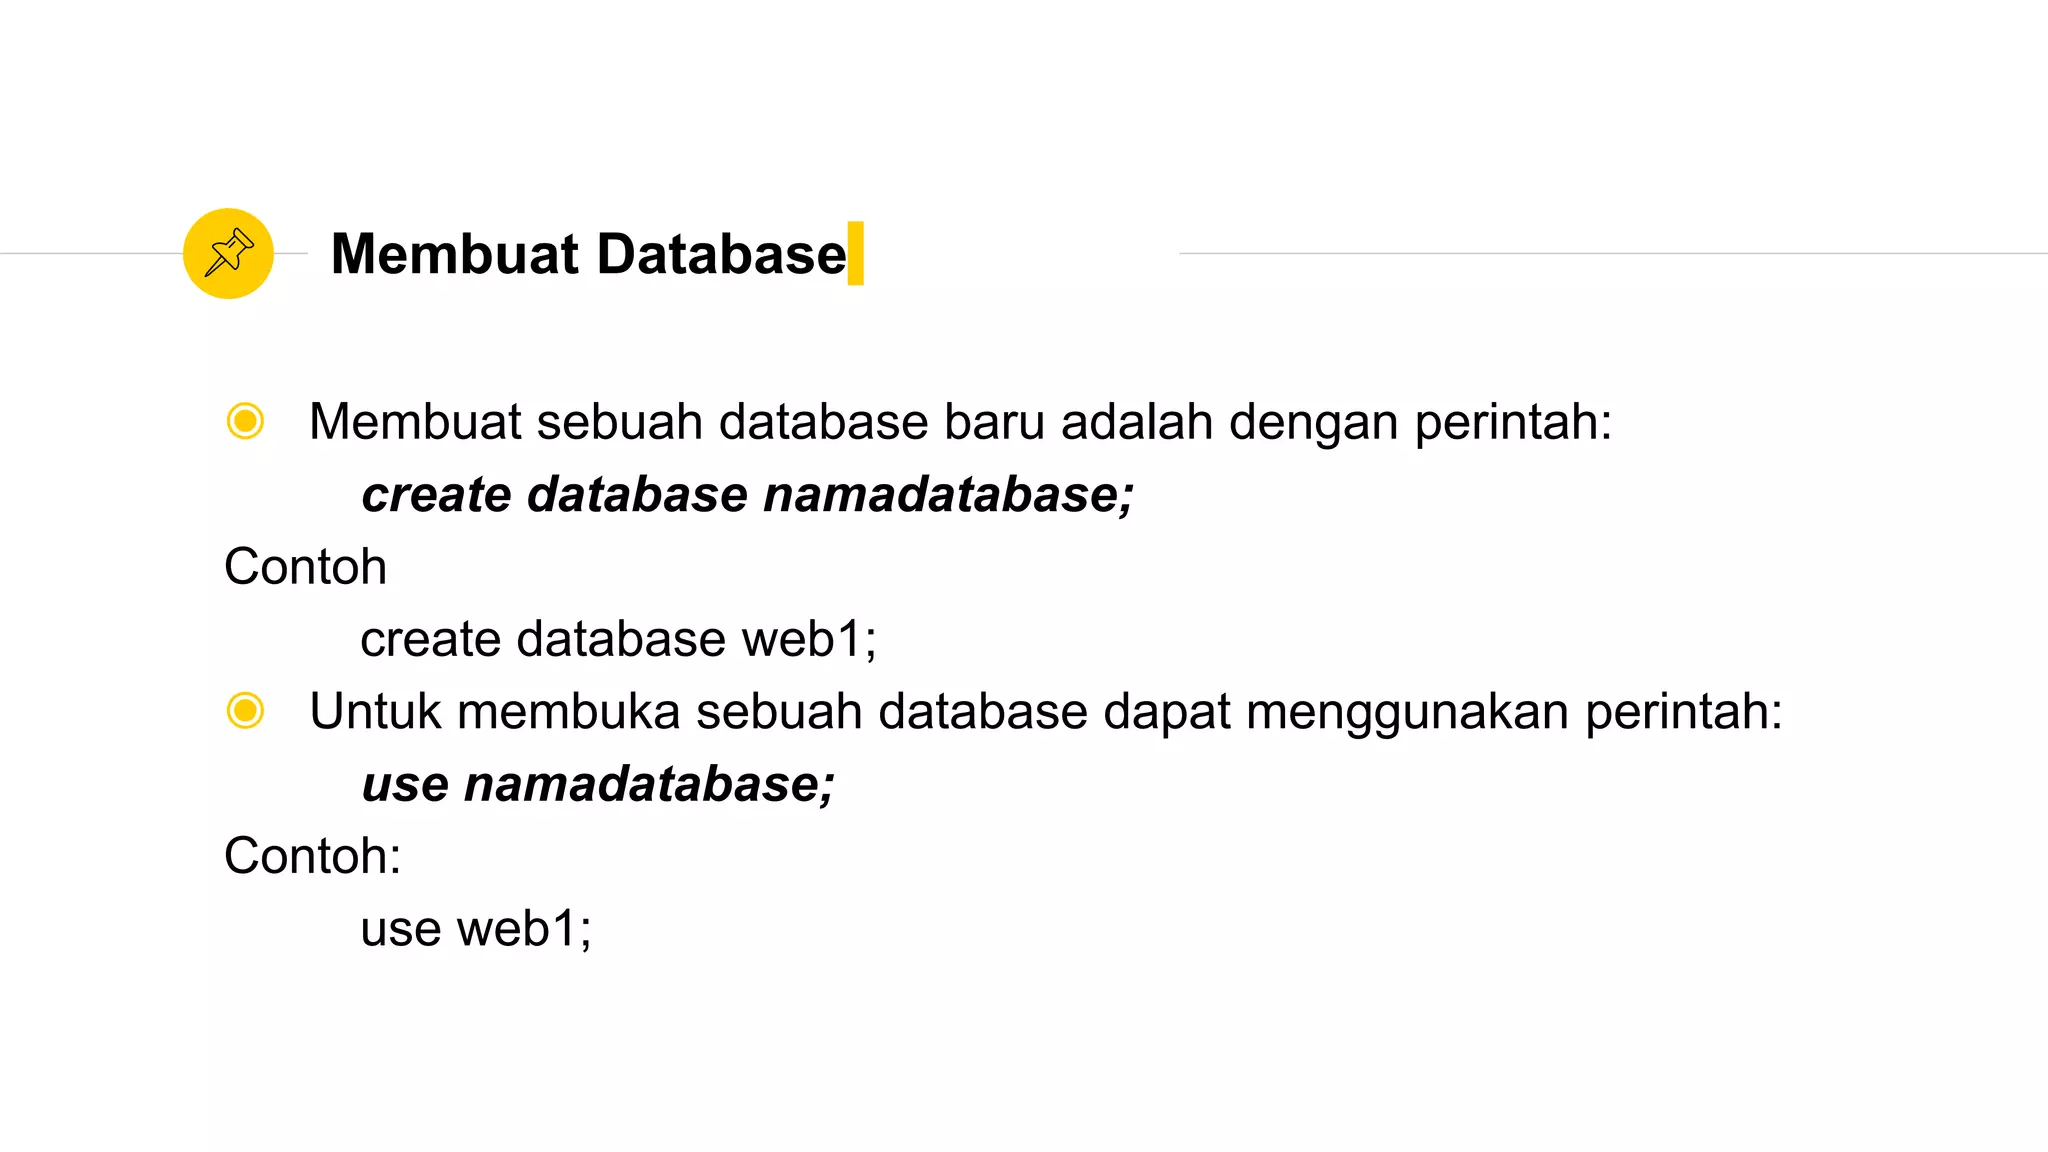 Membuat Database
Membuat sebuah database baru adalah dengan perintah:
create database namadatabase;
Contoh
create database web1;
Untuk membuka sebuah database dapat menggunakan perintah:
use namadatabase;
Contoh:
use web1;